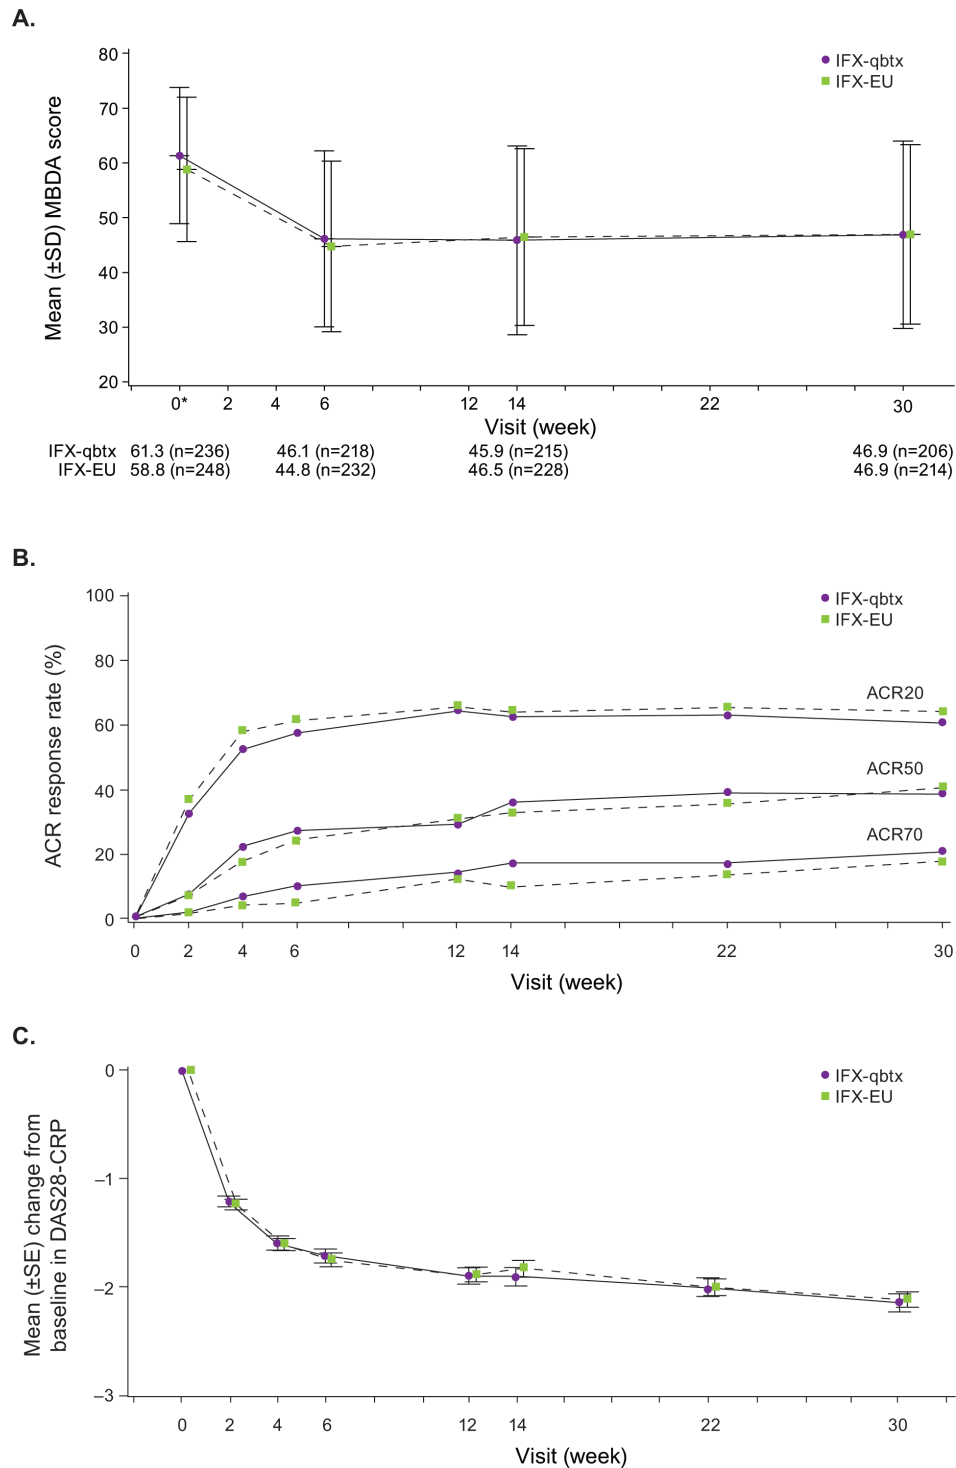 A.
Mean (±SD) MBDA score
80
70
60
50
40
30
20
IFX-qbtx
IFX-EU
0* 2 4 6 12 14 22 30
Visit (week)
IFX-qbtx 61.3 (n=236) 46.1 (n=218) 45.9 (n=215) 46.9 (n=206)
IFX-EU 58.8 (n=248) 44.8 (n=232) 46.5 (n=228) 46.9 (n=214)
B.
ACR response rate (%)
100
80
60
40
20
0
IFX-qbtx
IFX-EU
ACR20
ACR50
ACR70
0 2 4 6 12 14 22 30
Visit (week)
C.
Mean (±SE) change from
baseline in DAS28-CRP
0
–1
–2
–3
IFX-qbtx
IFX-EU
0 2 4 6 12 14 22 30
Visit (week)